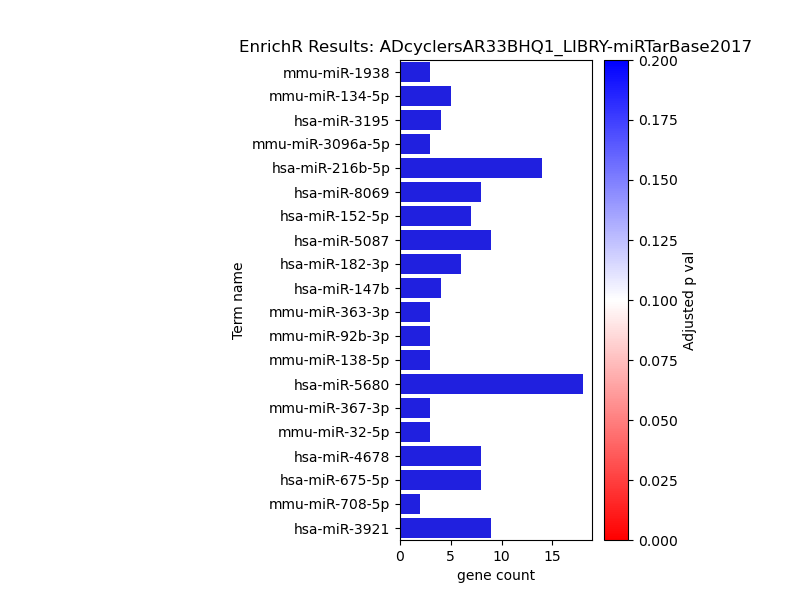 EnrichR Results: ADcyclersAR33BHQ1_LIBRY-miRTarBase2017
Term name
mmu-miR-1938
mmu-miR-134-5p
hsa-miR-3195
mmu-miR-3096a-5p
hsa-miR-216b-5p
hsa-miR-8069
hsa-miR-152-5p
hsa-miR-5087
hsa-miR-182-3p
hsa-miR-147b
mmu-miR-363-3p
mmu-miR-92b-3p
mmu-miR-138-5p
hsa-miR-5680
mmu-miR-367-3p
mmu-miR-32-5p
hsa-miR-4678
hsa-miR-675-5p
mmu-miR-708-5p
hsa-miR-3921
0 5 10 15
gene count
0.200
0.175
0.150
0.125
0.100
0.075
0.050
0.025
0.000
Adjusted p val